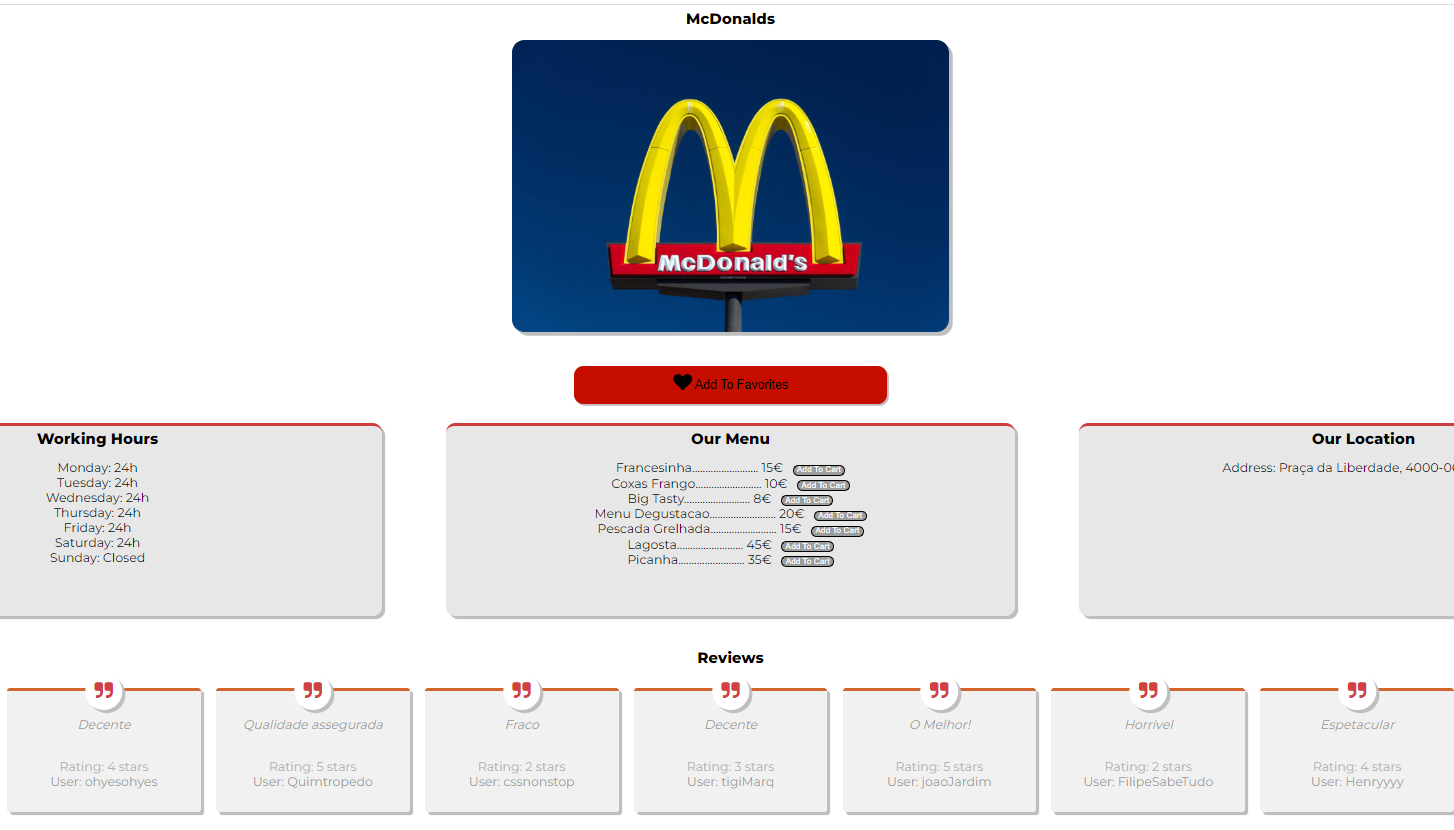 McDonalds
McDonald's
Add To Favorites
Working Hours
Monday: 24h
Tuesday: 24h
Wednesday: 24h
Thursday: 24h
Friday: 24h
Saturday: 24h
Sunday: Closed
Our Menu
Francesinha......................... 15€ Add To Cart
Coxas Frango......................... 10€ Add To Cart
Big Tasty......................... 8€ Add To Cart
Menu Degustacao......................... 20€ Add To Cart
Pescada Grelhada......................... 15€ Add To Cart
Lagosta......................... 45€ Add To Cart
Picanha......................... 35€ Add To Cart
Our Location
Address: Praça da Liberdade, 4000-0
Reviews
Decente
Rating: 4 stars
User: ohyesohyes
Qualidade assegurada
Rating: 5 stars
User: Quimtropedo
Fraco
Rating: 2 stars
User: cssnonstop
Decente
Rating: 3 stars
User: tigiMarq
O Melhor!
Rating: 5 stars
User: joaoJardim
Horrivel
Rating: 2 stars
User: FilipeSabeTudo
Espetacular
Rating: 4 stars
User: Henryyyy